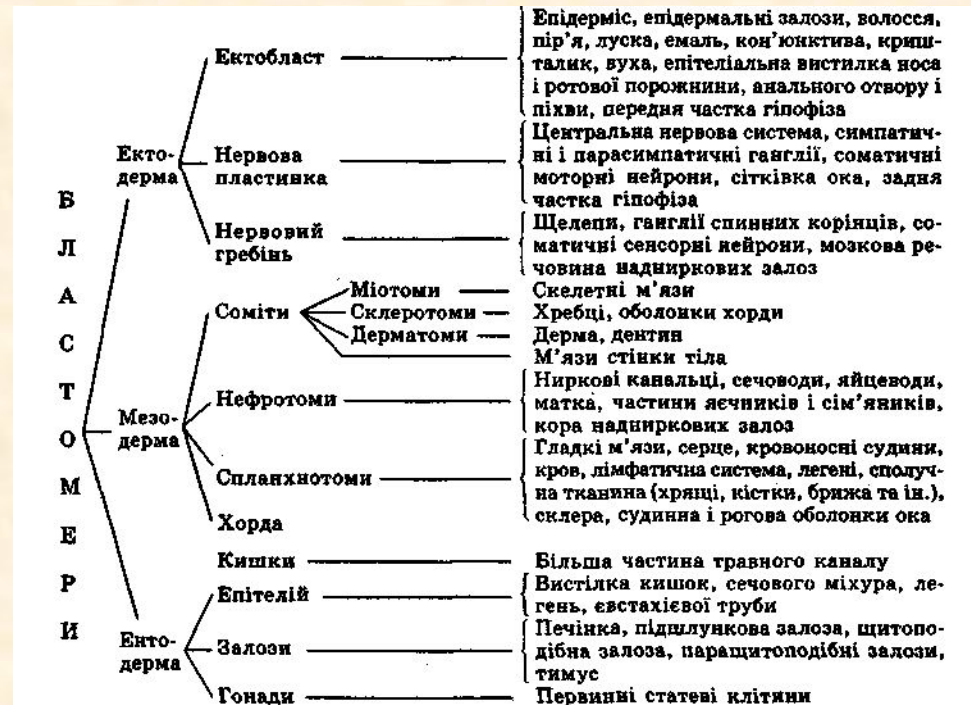 Б Л А С Т О М Е Р И
Екто-
дерма
Ектобласт
Епідерміс, епідермальні залози, волосся,
пір'я, луска, емаль, кон'юнктива, криш-
талик, вуха, епітеліальна вистилка носа
і ротової порожнини, анального отвору і
піхви, передня частка гіпофіза
Нервова
пластинка
Центральна нервова система, симпатич-
ні і парасимпатичні ганглії, соматичні
моторні нейрони, сітківка ока, задня
частка гіпофіза
Нервовий
гребінь
Щелепи, ганглії спинних корінців, со-
матичні сенсорні нейрони, мозкова ре-
човина надниркових залоз
Мезо-
дерма
Соміти
Міотоми
Скелетні м'язи
Склеротоми
Хребці, оболонки хорди
Дерматоми
Дерма, дентин
М'язи стінки тіла
Нефротоми
Ниркові канальці, сечоводи, яйцеводи,
матка, частини яєчників і сім'яників,
кора надниркових залоз
Спланхнотоми
Гладкі м'язи, серце, кровоносні судини,
кров, лімфатична система, легені, сполуч-
на тканина (хрящі, кістки, брижа та ін.),
склера, судинна і рогова оболонки ока
Хорда
Енто-
дерма
Кишки
Більша частина травного каналу
Епітелій
Вистілка кишок, сечового міхура, ле-
гень, євстахієвої труби
Залози
Печінка, підшлункова залоза, щитопо-
дібна залоза, паращитоподібні залози,
тимус
Гонади
Первинні статеві клітини